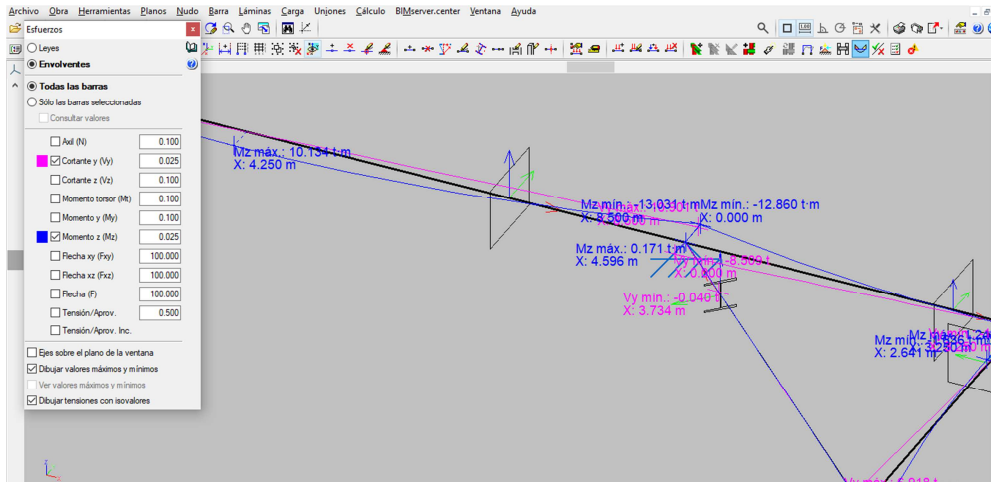 Archivo Obra Herramientas Planos Nudo Barra Láminas Carga Uniones Cálculo BIMserver.center Ventana Ayuda
Esfuerzos
Leyes
Envolventes
Todas las barras
Sólo las barras seleccionadas
Consultar valores
Axil (N) 0.100
Cortante y (Vy) 0.025
Cortante z (Vz) 0.100
Momento torsor (Mt) 0.100
Momento y (My) 0.100
Momento z (Mz) 0.025
Flecha xy (Fxy) 100.000
Flecha xz (Fxz) 100.000
Flecha (F) 100.000
Tensión/Aprov. 0.500
Tensión/Aprov. Inc.
Ejes sobre el plano de la ventana
Dibujar valores máximos y mínimos
Ver valores máximos y mínimos
Dibujar tensiones con isovalores
Mz máx.: 10.134 t·m
X: 4.250 m
Mz mín.: -13.031 t·m
X: 8.500 m
Mz mín.: -12.860 t·m
X: 0.000 m
Mz máx.: 0.171 t·m
X: 4.596 m
X: 0.000 m
Vy mín.: -0.040 t
X: 3.734 m
X: 2.641 m